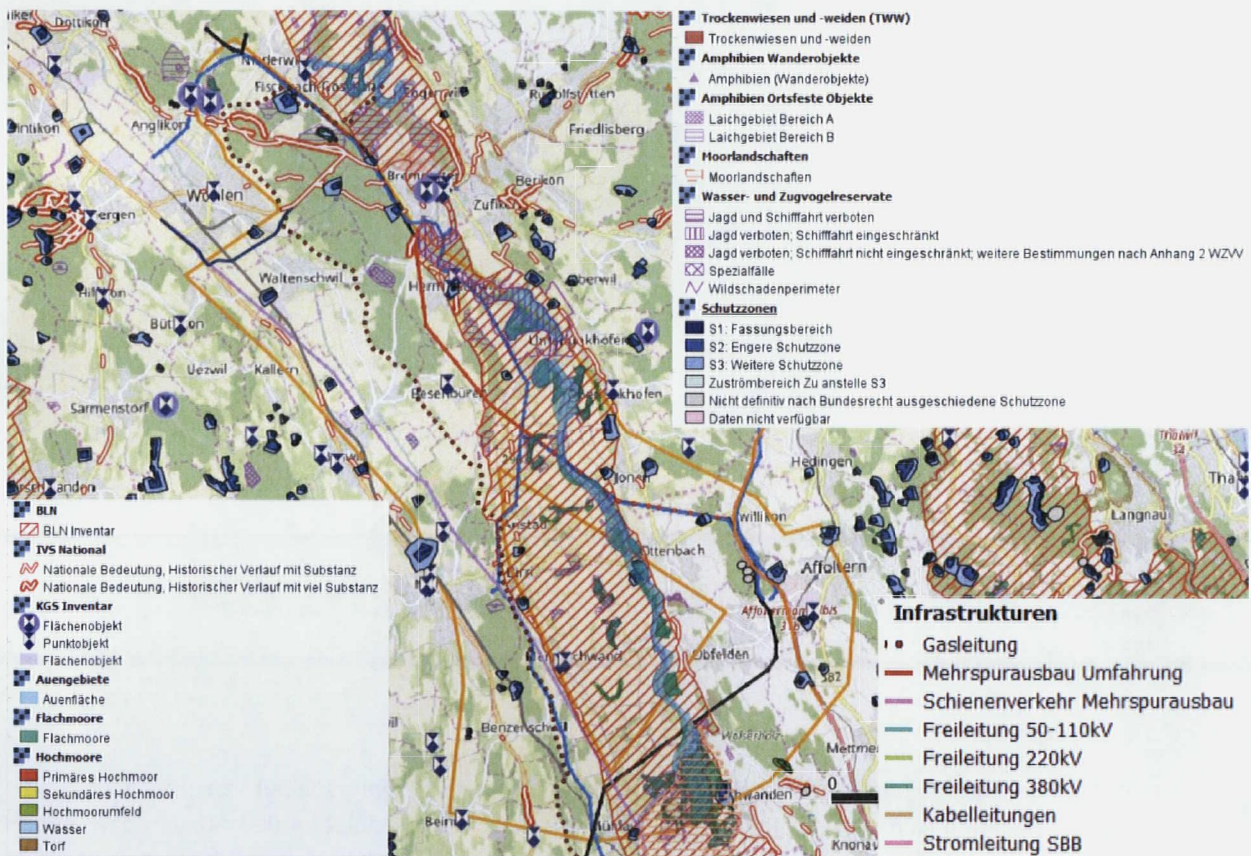 Dottikon
Anglikon
Rudolfstetten
Friedlisberg
Wohlen
Berikon
Zufikon
Waltenschwil
Oberwil
Bütikon
Uezwil
Kallern
Besenbüren
Sarmenstorf
Hedingen
Jonen
Ottenbach
Affoltern
Obfelden
Benzenschwil
Langnau
Thalwil
Trockenwiesen und -weiden (TWW)
Trockenwiesen und -weiden
Amphibien Wanderobjekte
Amphibien (Wanderobjekte)
Amphibien Ortsfeste Objekte
Laichgebiet Bereich A
Laichgebiet Bereich B
Moorlandschaften
Moorlandschaften
Wasser- und Zugvogelreservate
Jagd und Schifffahrt verboten
Jagd verboten; Schifffahrt eingeschränkt
Jagd verboten; Schifffahrt nicht eingeschränkt; weitere Bestimmungen nach Anhang 2 WZVV
Spezialfälle
Wildschadenperimeter
Schutzzonen
S1: Fassungsbereich
S2: Engere Schutzzone
S3: Weitere Schutzzone
Zuströmbereich Zu anstelle S3
Nicht definitiv nach Bundesrecht ausgeschiedene Schutzzone
Daten nicht verfügbar
BLN
BLN Inventar
IVS National
Nationale Bedeutung, Historischer Verlauf mit Substanz
Nationale Bedeutung, Historischer Verlauf mit viel Substanz
KGS Inventar
Flächenobjekt
Punktobjekt
Flächenobjekt
Auengebiete
Auenfläche
Flachmoore
Flachmoore
Hochmoore
Primäres Hochmoor
Sekundäres Hochmoor
Hochmoorumfeld
Wasser
Torf
0
Infrastrukturen
Gasleitung
Mehrspurausbau Umfahrung
Schienenverkehr Mehrspurausbau
Freileitung 50-110kV
Freileitung 220kV
Freileitung 380kV
Kabelleitungen
Stromleitung SBB